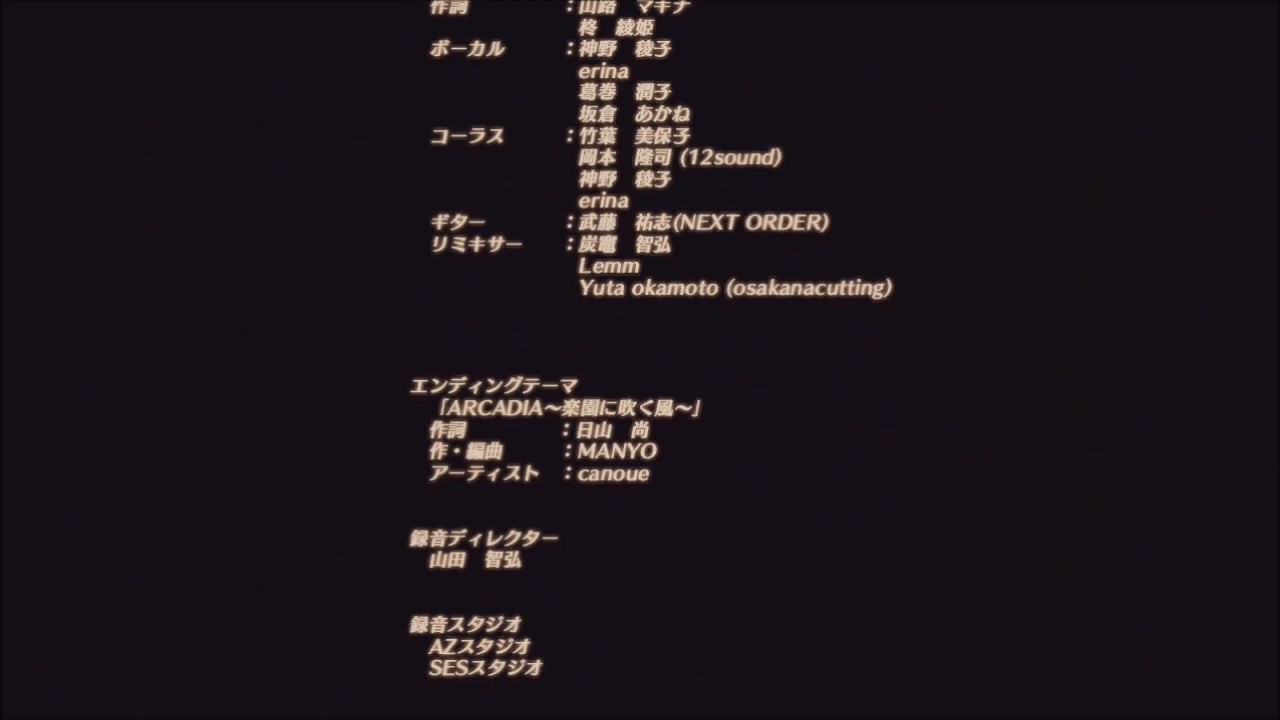 作詞　：山路　マキナ
柊　綾姫
ボーカル　：神野　稜子
erina
葛巻　潤子
坂倉　あかね
コーラス　：竹葉　美保子
岡本　隆司 (12sound)
神野　稜子
erina
ギター　：武藤　祐志(NEXT ORDER)
リミキサー　：炭竈　智弘
Lemm
Yuta okamoto (osakanacutting)
エンディングテーマ
「ARCADIA～楽園に吹く風～」
作詞　：日山　尚
作・編曲　：MANYO
アーティスト　：canoue
録音ディレクター
山田　智弘
録音スタジオ
AZスタジオ
SESスタジオ